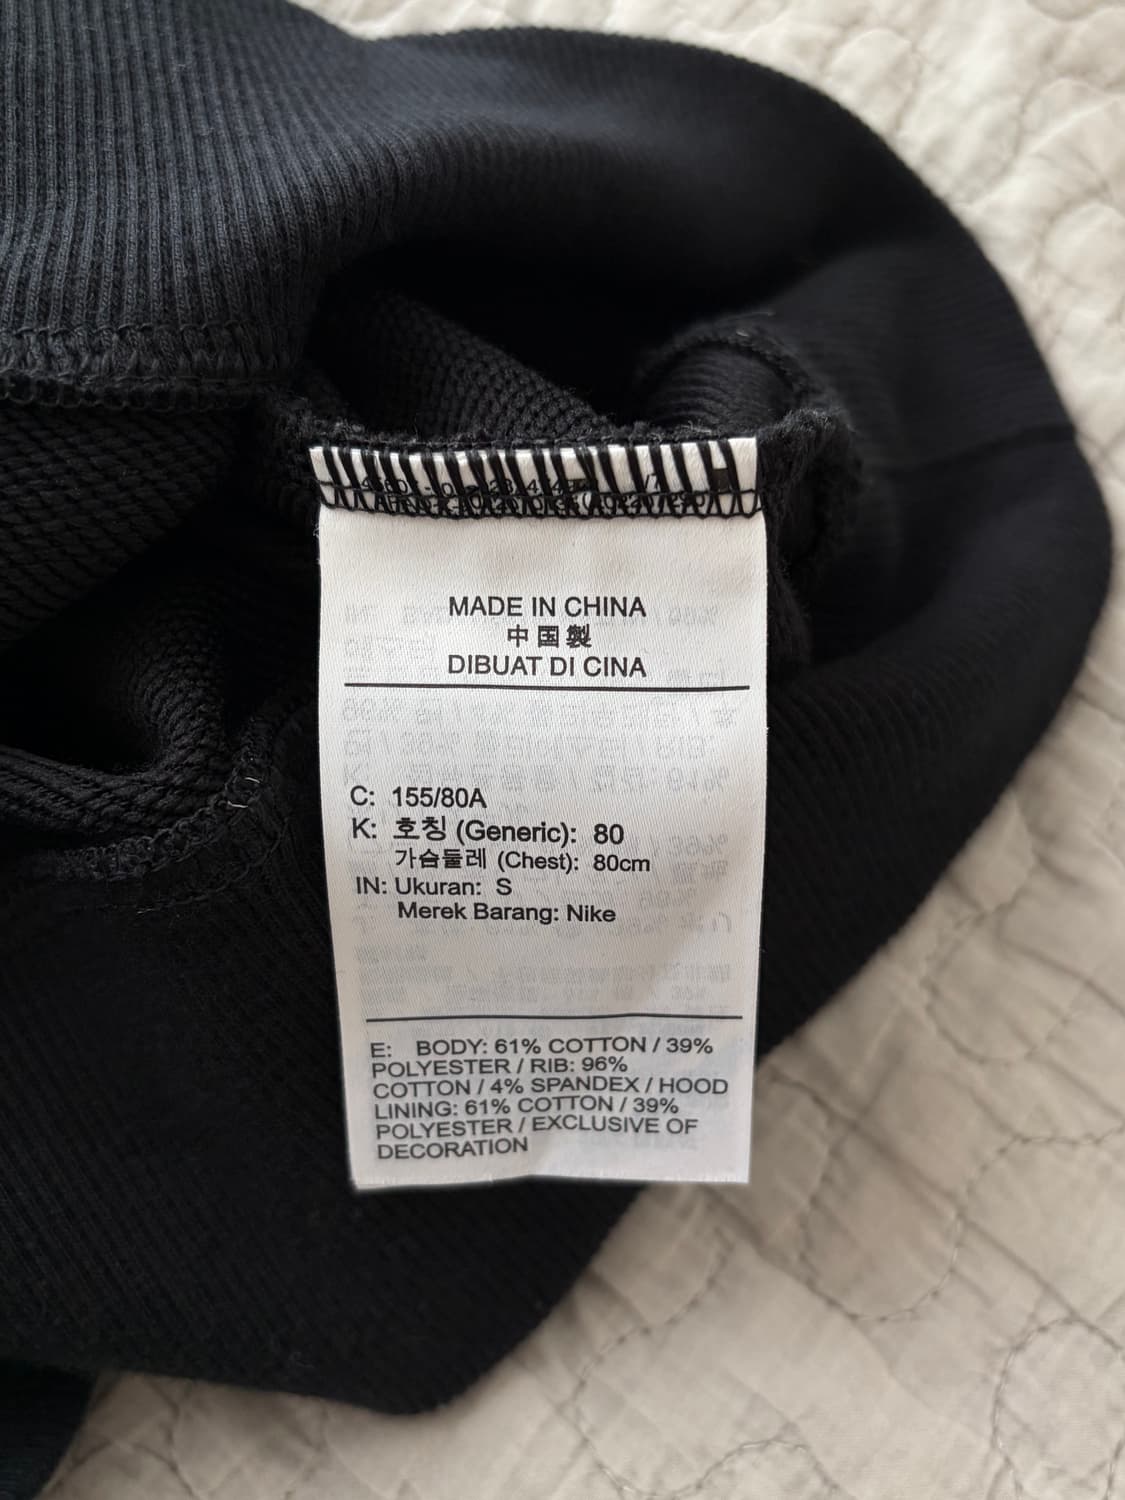 MADE IN CHINA
中国製
DIBUAT DI CINA
C: 155/80A
K: 호칭 (Generic): 80
가슴둘레 (Chest): 80cm
IN: Ukuran: S
Merek Barang: Nike
E: BODY: 61% COTTON / 39%
POLYESTER / RIB: 96%
COTTON / 4% SPANDEX / HOOD
LINING: 61% COTTON / 39%
POLYESTER / EXCLUSIVE OF
DECORATION